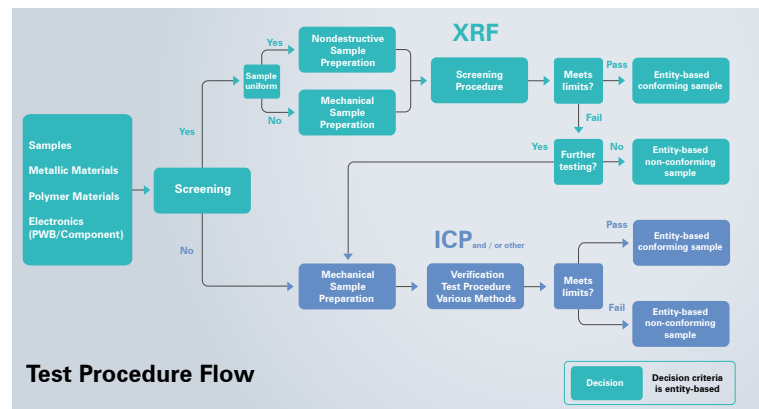 XRF
Yes
Nondestructive
Sample
Preperation
Sample
uniform
No
Mechanical
Sample
Preperation
Screening
Procedure
Meets
limits?
Pass
Entity-based
conforming sample
Fail
Further
testing?
Yes
No
Entity-based
non-conforming
sample
Samples
Metallic Materials
Polymer Materials
Electronics
(PWB/Component)
Yes
Screening
No
ICP and / or other
Mechanical
Sample
Preparation
Verification
Test Procedure
Various Methods
Meets
limits?
Pass
Entity-based
conforming sample
Fail
Entity-based
non-conforming
sample
Test Procedure Flow
Decision
Decision criteria
is entity-based